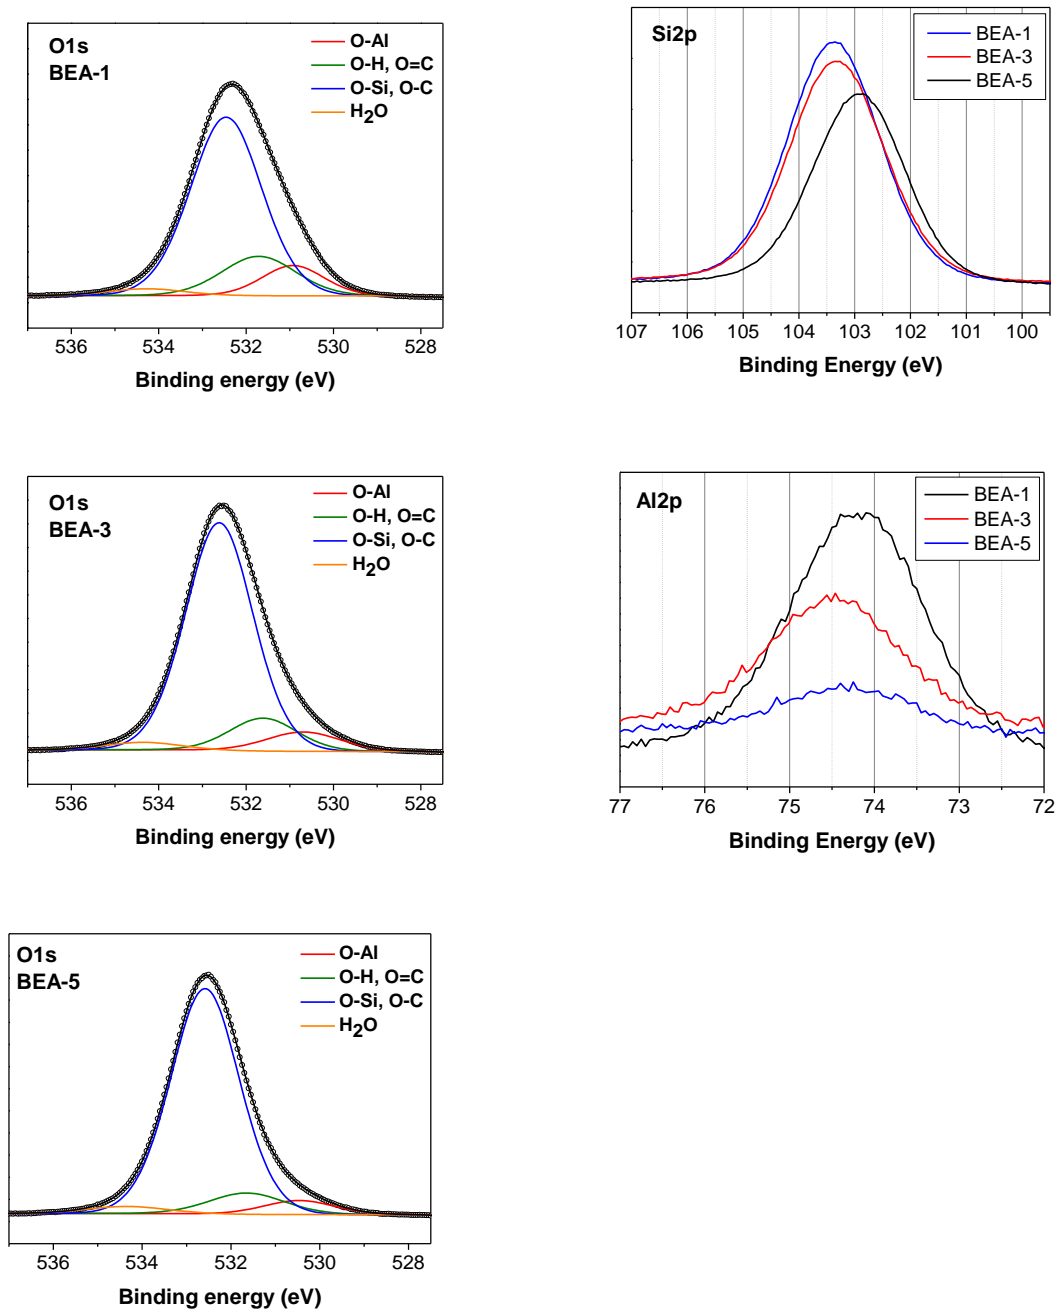 O1s
BEA-1
O-Al
O-H, O=C
O-Si, O-C
H2O
536 534 532 530 528
Binding energy (eV)
Si2p
BEA-1
BEA-3
BEA-5
107 106 105 104 103 102 101 100
Binding Energy (eV)
O1s
BEA-3
O-Al
O-H, O=C
O-Si, O-C
H2O
536 534 532 530 528
Binding energy (eV)
Al2p
BEA-1
BEA-3
BEA-5
77 76 75 74 73 72
Binding Energy (eV)
O1s
BEA-5
O-Al
O-H, O=C
O-Si, O-C
H2O
536 534 532 530 528
Binding energy (eV)